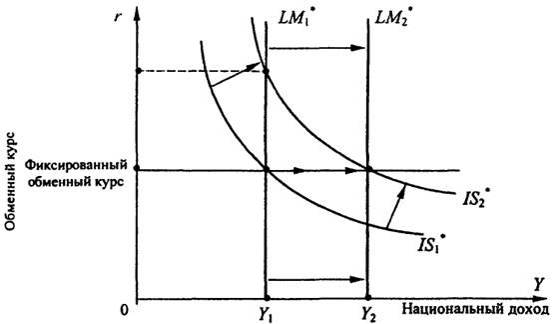 r
LM₁*
LM₂*
Обменный курс
Фиксированный
обменный курс
IS₂*
IS₁*
Y
0
Y₁
Y₂
Национальный доход